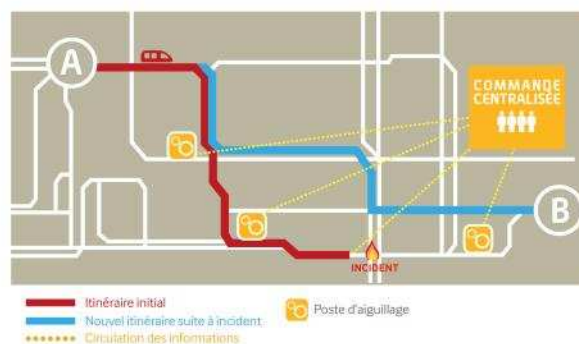 A
COMMANDE
CENTRALISÉE
B
INCIDENT
Itinéraire initial
Nouvel itinéraire suite à incident
Circulation des informations
Poste d'aiguillage